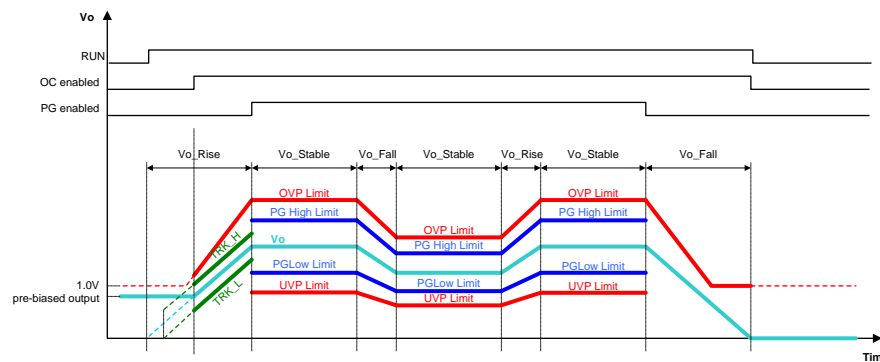 Vo
RUN
OC enabled
PG enabled
Vo_Rise
Vo_Stable
Vo_Fall
Vo_Stable
Vo_Rise
Vo_Stable
Vo_Fall
OVP Limit
OVP Limit
OVP Limit
PG High Limit
PG High Limit
PG High Limit
TRK_H
Vo
TRK_L
PGLow Limit
PGLow Limit
PGLow Limit
UVP Limit
UVP Limit
UVP Limit
1.0V
pre-biased output
Tim